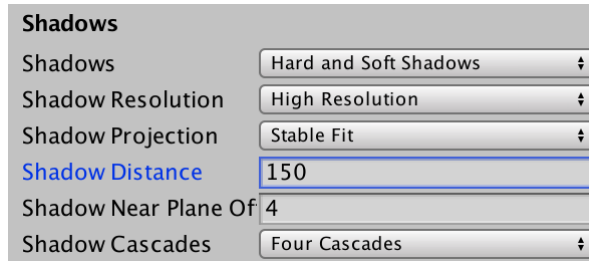 Shadows
Shadows Hard and Soft Shadows
Shadow Resolution High Resolution
Shadow Projection Stable Fit
Shadow Distance 150
Shadow Near Plane Of 4
Shadow Cascades Four Cascades